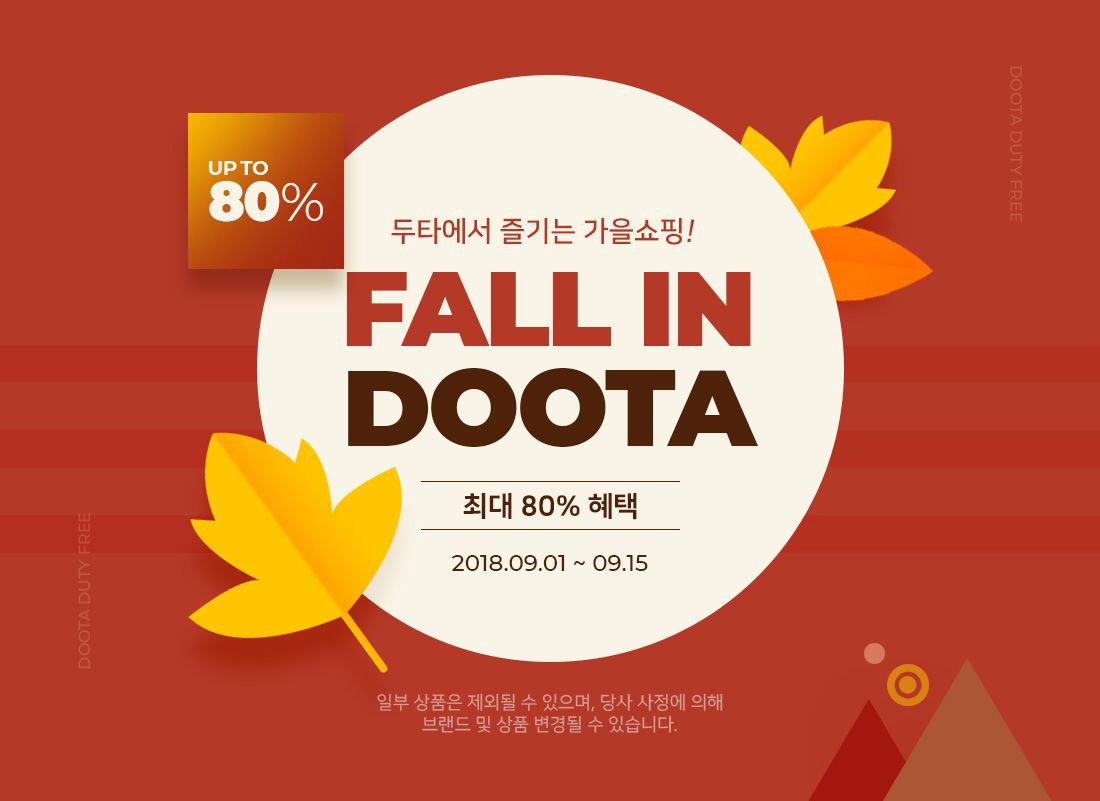 UP TO
80%
두타에서 즐기는 가을쇼핑!
FALL IN
DOOTA
최대 80% 혜택
2018.09.01 ~ 09.15
일부 상품은 제외될 수 있으며, 당사 사정에 의해
브랜드 및 상품 변경될 수 있습니다.
DOOTA DUTY FREE
DOOTA DUTY FREE